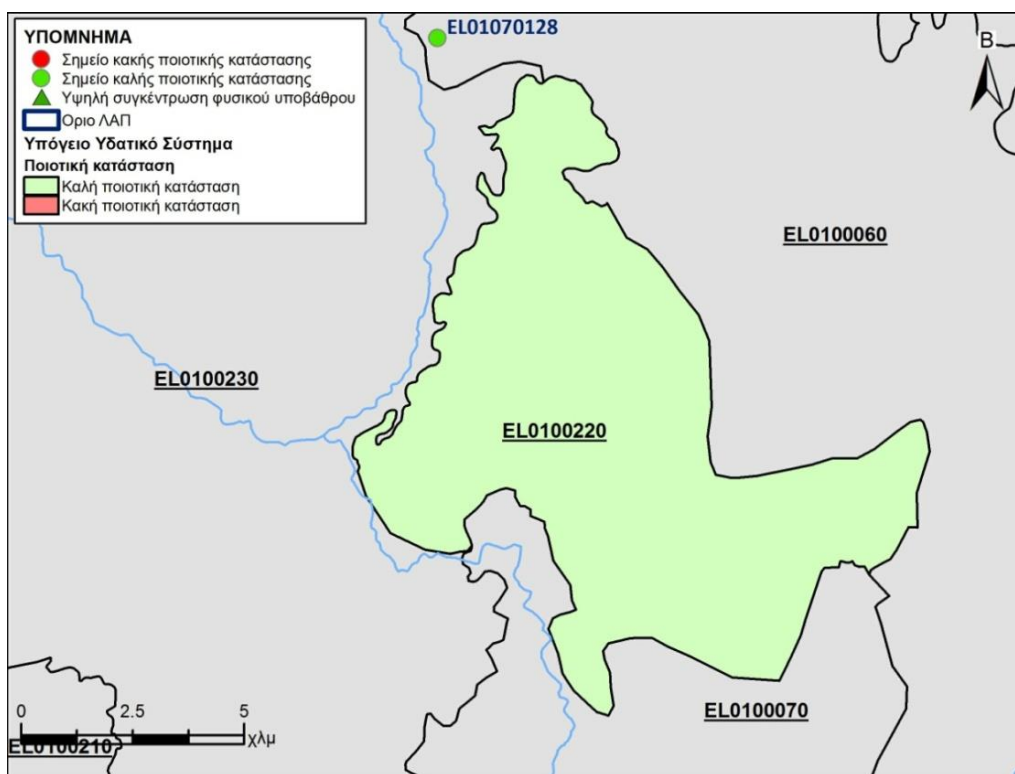 ΥΠΟΜΝΗΜΑ
Σημείο κακής ποιοτικής κατάστασης
Σημείο καλής ποιοτικής κατάστασης
Υψηλή συγκέντρωση φυσικού υποβάθρου
Οριο ΛΑΠ
Υπόγειο Υδατικό Σύστημα
Ποιοτική κατάσταση
Καλή ποιοτική κατάσταση
Κακή ποιοτική κατάσταση
EL01070128
Β
EL0100060
EL0100230
EL0100220
EL0100070
0 2.5 5
χλμ
EL0100210